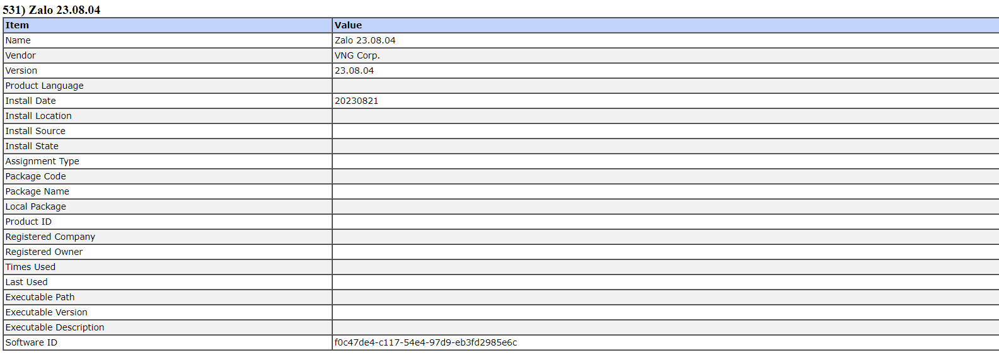 531) Zalo 23.08.04
Item Value
Name Zalo 23.08.04
Vendor VNG Corp.
Version 23.08.04
Product Language
Install Date 20230821
Install Location
Install Source
Install State
Assignment Type
Package Code
Package Name
Local Package
Product ID
Registered Company
Registered Owner
Times Used
Last Used
Executable Path
Executable Version
Executable Description
Software ID f0c47de4-c117-54e4-97d9-eb3fd2985e6c